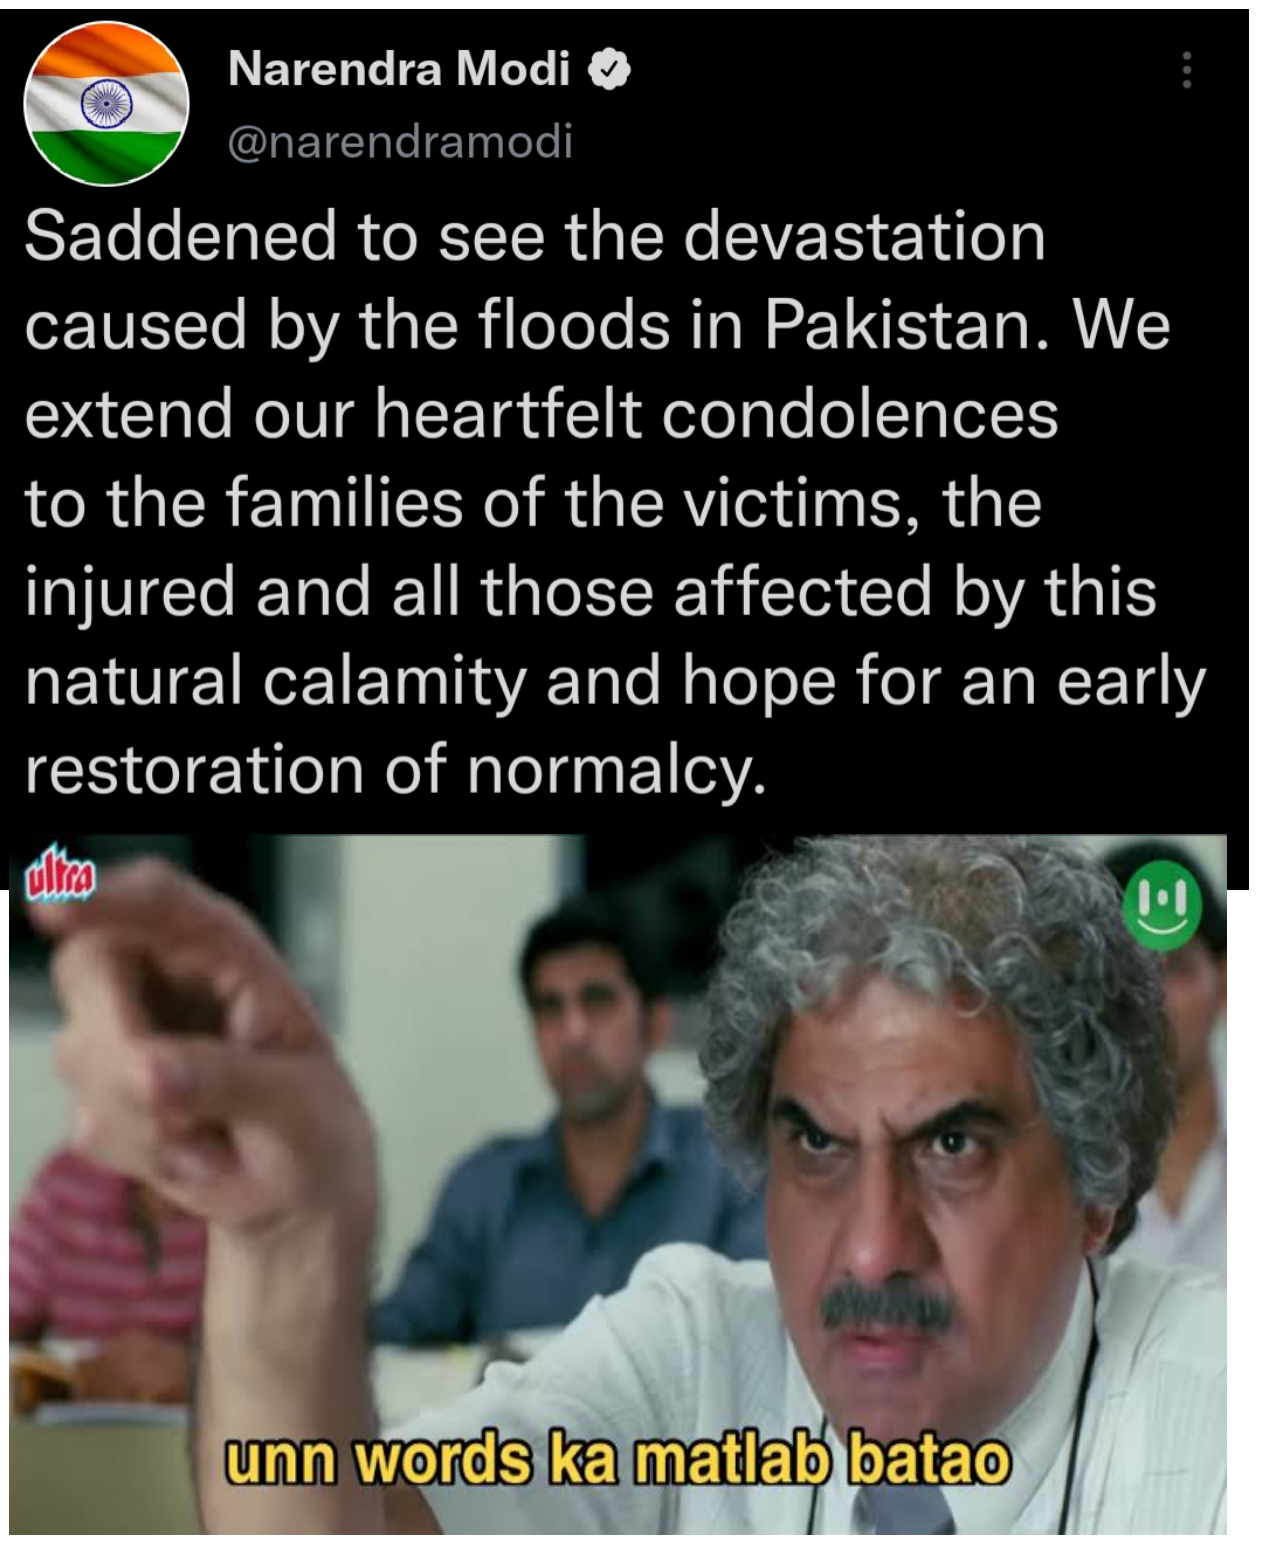 Narendra Modi
@narendramodi
Saddened to see the devastation
caused by the floods in Pakistan. We
extend our heartfelt condolences
to the families of the victims, the
injured and all those affected by this
natural calamity and hope for an early
restoration of normalcy.
ultra
unn words ka matlab batao